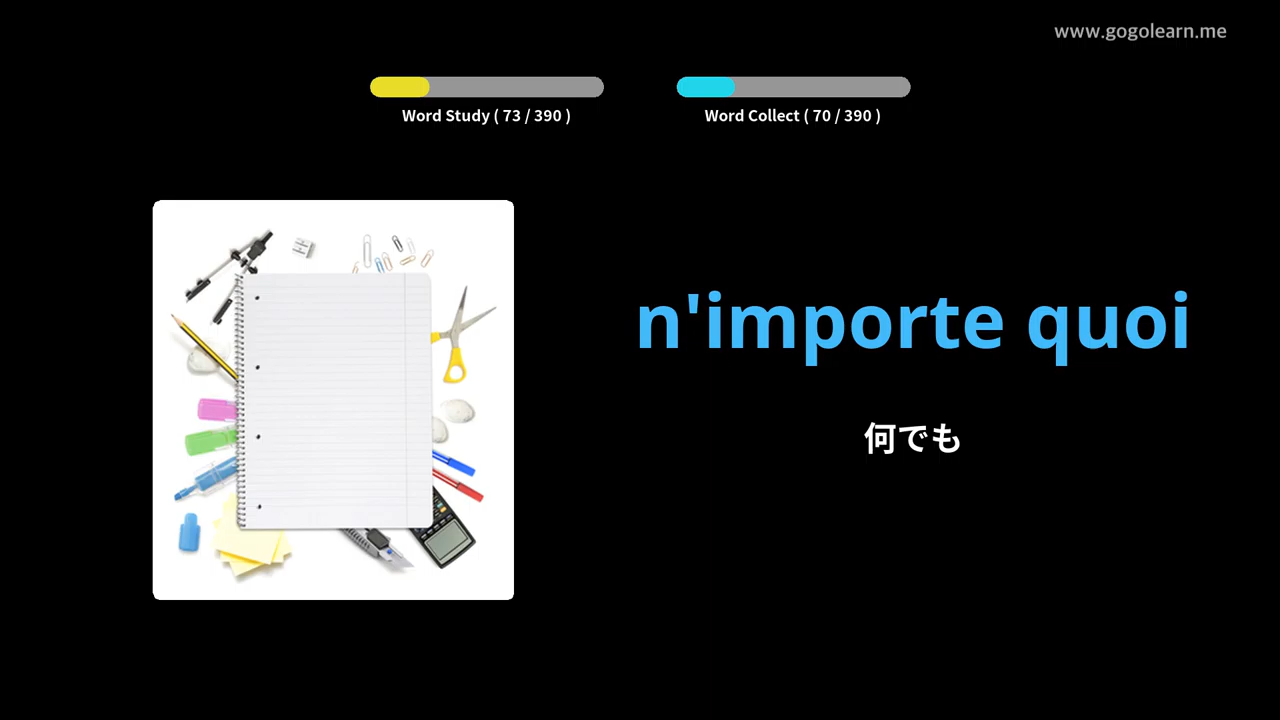 www.gogolearn.me
Word Study ( 73 / 390 )
Word Collect ( 70 / 390 )
n'importe quoi
何でも